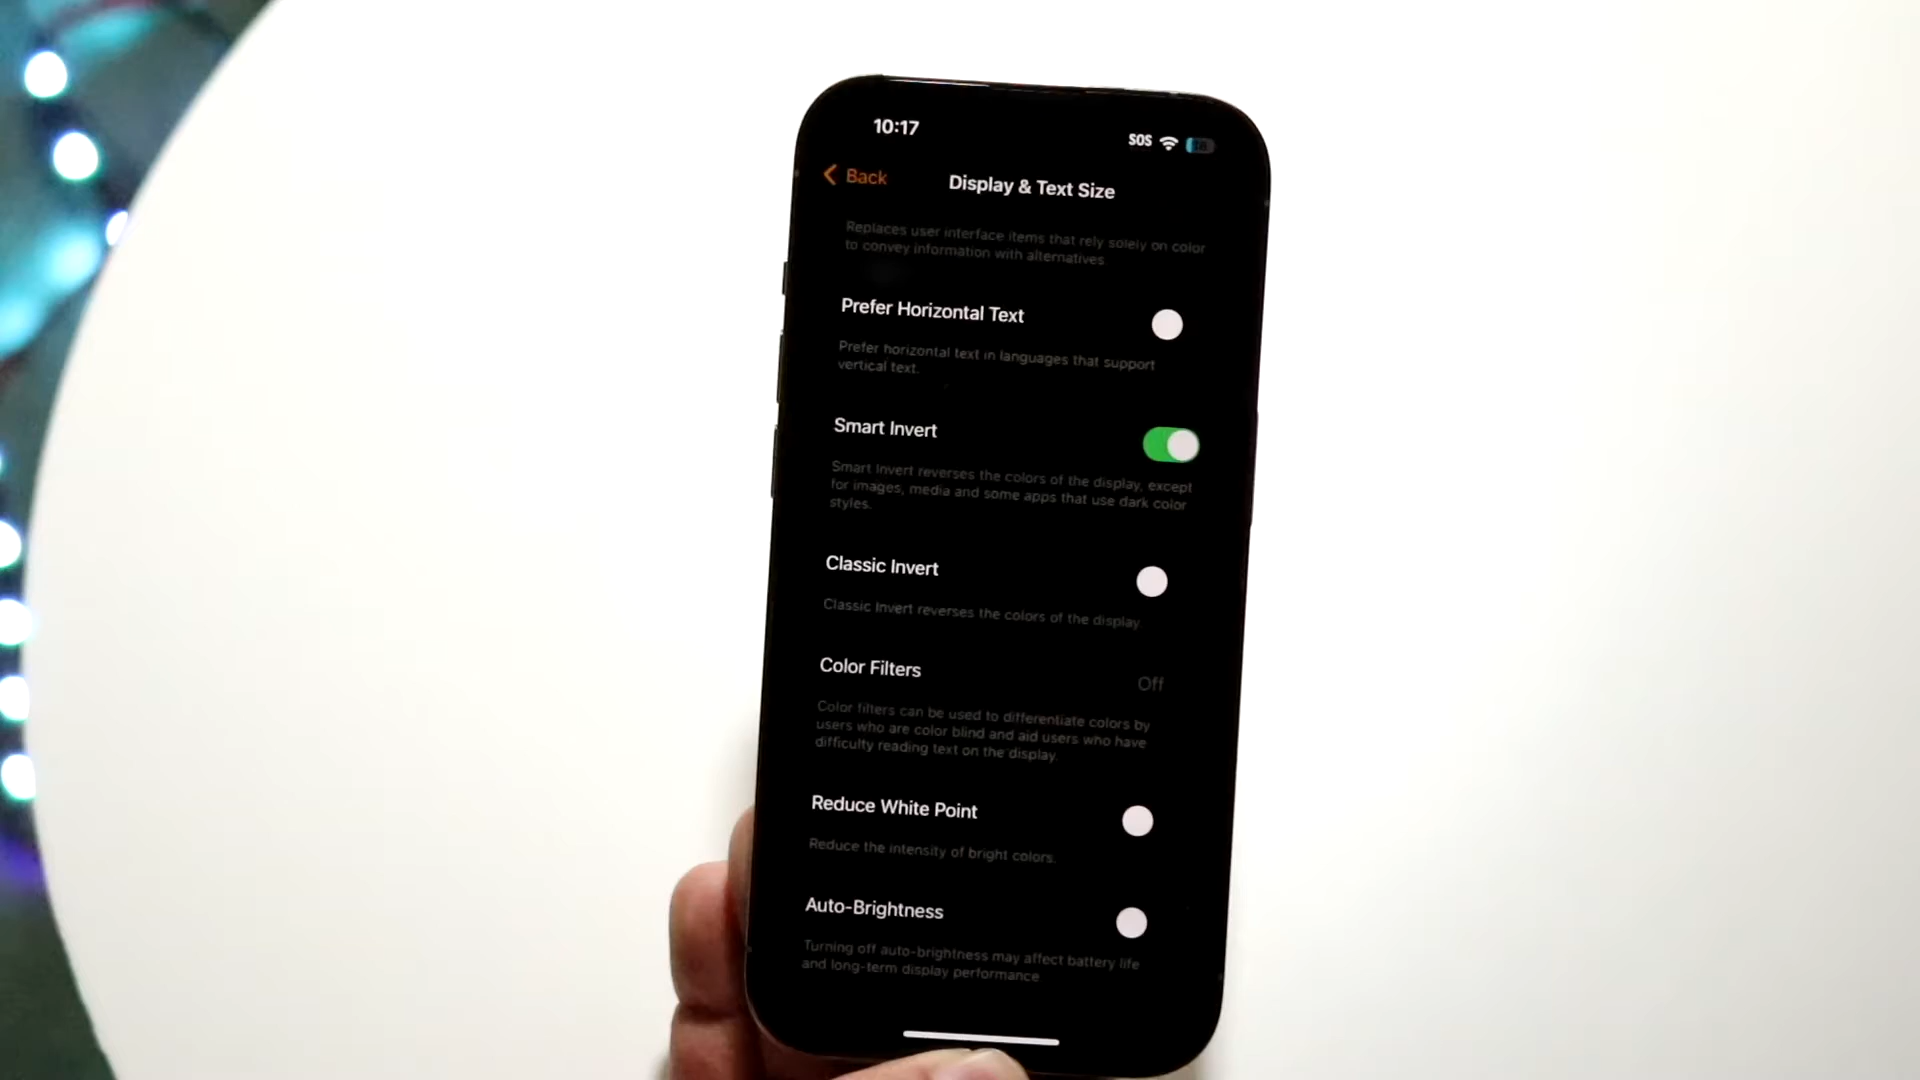 10:17
SOS
Back
Display & Text Size
Replaces user interface items that rely solely on color
to convey information with alternatives
Prefer Horizontal Text
Prefer horizontal text in languages that support
vertical text.
Smart Invert
Smart Invert reverses the colors of the display, except
for images, media and some apps that use dark color
styles.
Classic Invert
Classic Invert reverses the colors of the display.
Color Filters
Off
Color filters can be used to differentiate colors by
users who are color blind and aid users who have
difficulty reading text on the display.
Reduce White Point
Reduce the intensity of bright colors.
Auto-Brightness
Turning off auto-brightness may affect battery life
and long-term display performance